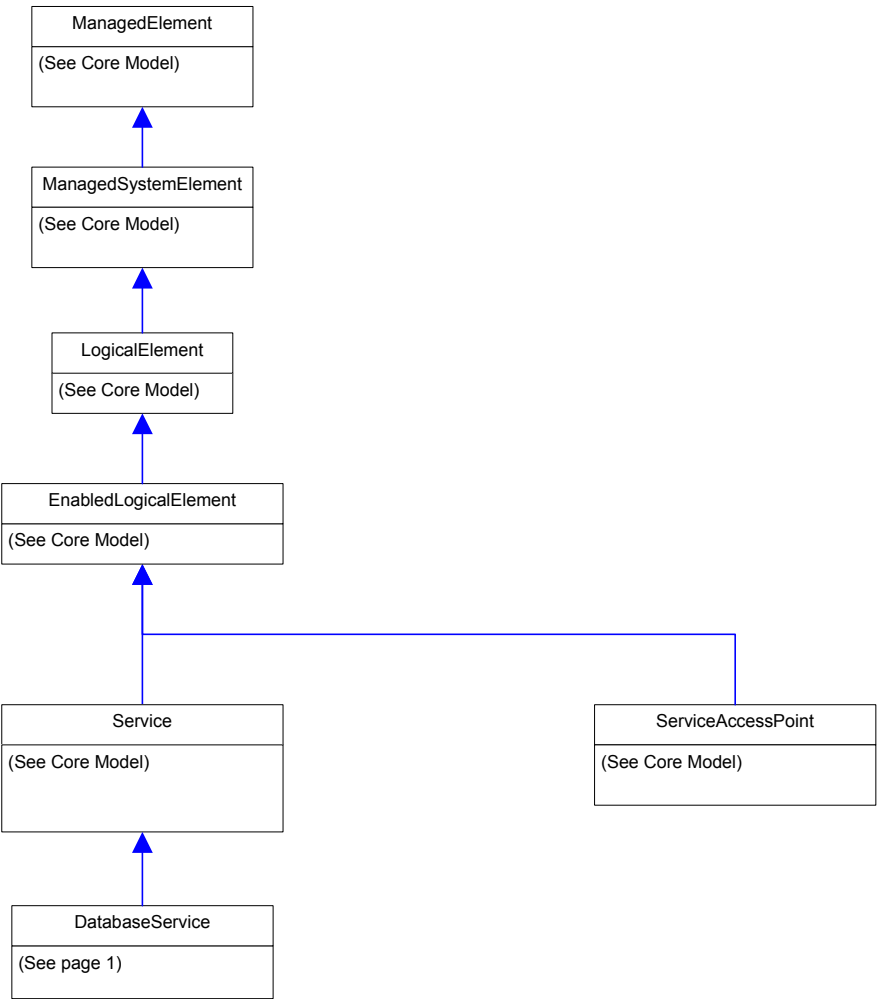 ManagedElement
(See Core Model)
ManagedSystemElement
(See Core Model)
LogicalElement
(See Core Model)
EnabledLogicalElement
(See Core Model)
Service
(See Core Model)
ServiceAccessPoint
(See Core Model)
DatabaseService
(See page 1)